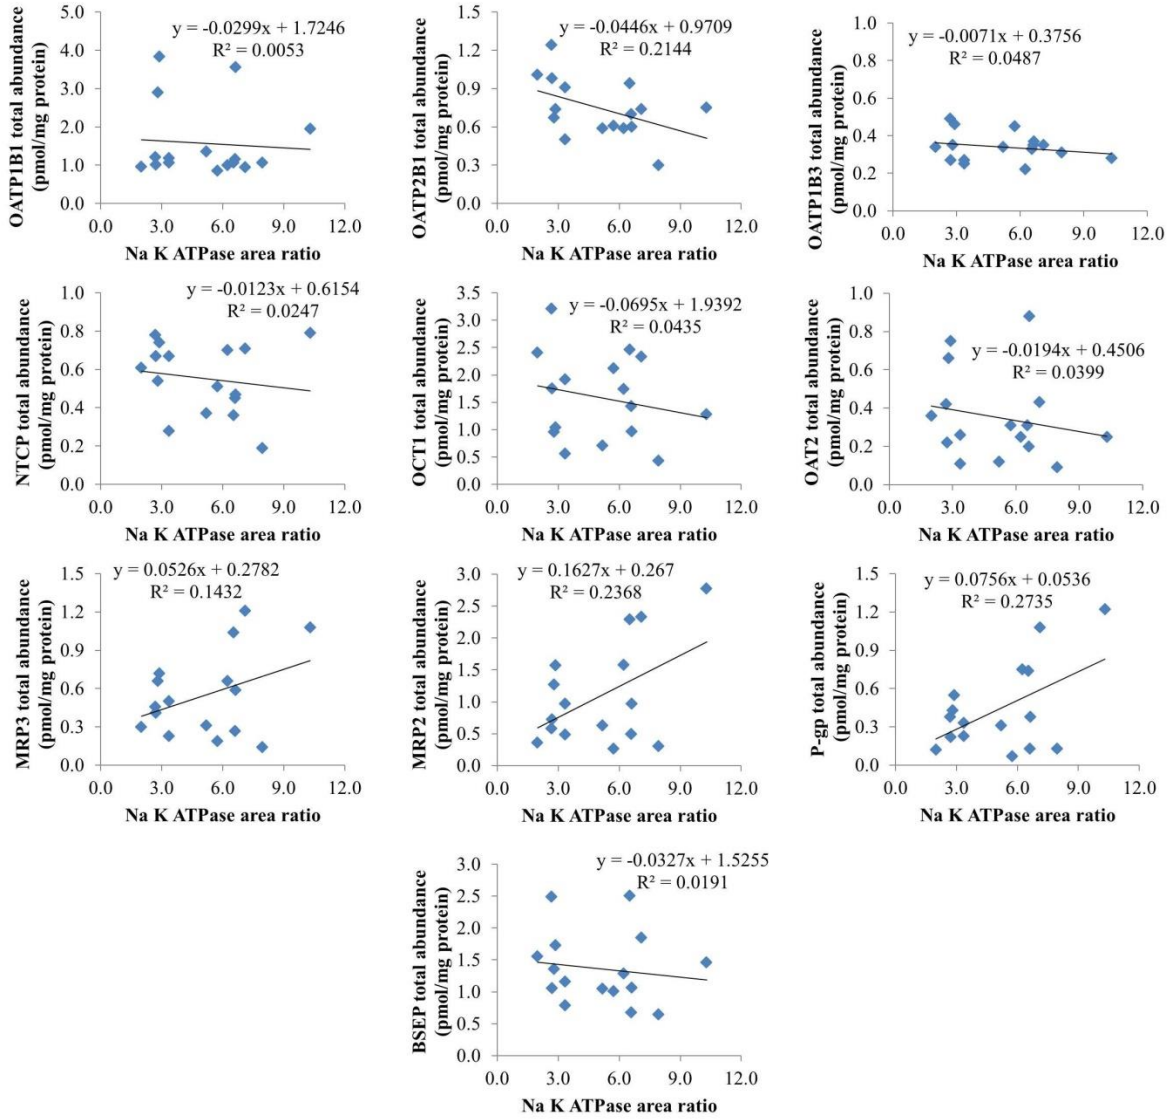 OATP1B1 total abundance
(pmol/mg protein)
5.0
4.0
3.0
2.0
1.0
0.0
y = -0.0299x + 1.7246
R² = 0.0053
0.0 3.0 6.0 9.0 12.0
Na K ATPase area ratio
OATP2B1 total abundance
(pmol/mg protein)
1.5
1.2
0.9
0.6
0.3
0.0
y = -0.0446x + 0.9709
R² = 0.2144
0.0 3.0 6.0 9.0 12.0
Na K ATPase area ratio
OATP1B3 total abundance
(pmol/mg protein)
1.0
0.8
0.6
0.4
0.2
0.0
y = -0.0071x + 0.3756
R² = 0.0487
0.0 3.0 6.0 9.0 12.0
Na K ATPase area ratio
NTCP total abundance
(pmol/mg protein)
1.0
0.8
0.6
0.4
0.2
0.0
y = -0.0123x + 0.6154
R² = 0.0247
0.0 3.0 6.0 9.0 12.0
Na K ATPase area ratio
OCT1 total abundance
(pmol/mg protein)
3.5
3.0
2.5
2.0
1.5
1.0
0.5
0.0
y = -0.0695x + 1.9392
R² = 0.0435
0.0 3.0 6.0 9.0 12.0
Na K ATPase area ratio
OAT2 total abundance
(pmol/mg protein)
1.0
0.8
0.6
0.4
0.2
0.0
y = -0.0194x + 0.4506
R² = 0.0399
0.0 3.0 6.0 9.0 12.0
Na K ATPase area ratio
MRP3 total abundance
(pmol/mg protein)
1.5
1.2
0.9
0.6
0.3
0.0
y = 0.0526x + 0.2782
R² = 0.1432
0.0 3.0 6.0 9.0 12.0
Na K ATPase area ratio
MRP2 total abundance
(pmol/mg protein)
3.0
2.5
2.0
1.5
1.0
0.5
0.0
y = 0.1627x + 0.267
R² = 0.2368
0.0 3.0 6.0 9.0 12.0
Na K ATPase area ratio
P-gp total abundance
(pmol/mg protein)
1.5
1.2
0.9
0.6
0.3
0.0
y = 0.0756x + 0.0536
R² = 0.2735
0.0 3.0 6.0 9.0 12.0
Na K ATPase area ratio
BSEP total abundance
(pmol/mg protein)
3.0
2.5
2.0
1.5
1.0
0.5
0.0
y = -0.0327x + 1.5255
R² = 0.0191
0.0 3.0 6.0 9.0 12.0
Na K ATPase area ratio